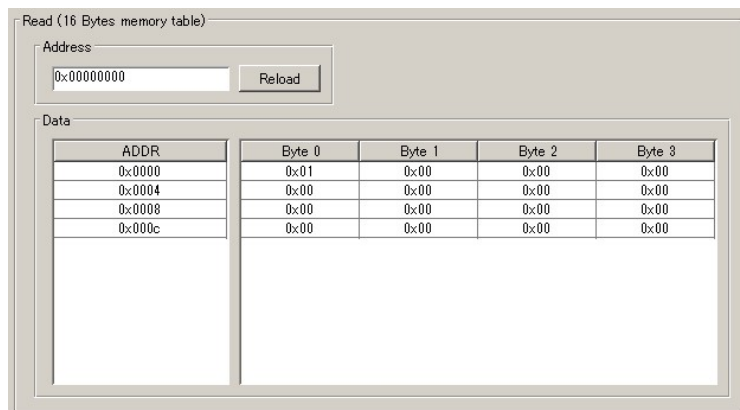 Read (16 Bytes memory table)
Address
0x00000000 Reload
Data
ADDR Byte 0 Byte 1 Byte 2 Byte 3
0x0000 0x01 0x00 0x00 0x00
0x0004 0x00 0x00 0x00 0x00
0x0008 0x00 0x00 0x00 0x00
0x000c 0x00 0x00 0x00 0x00